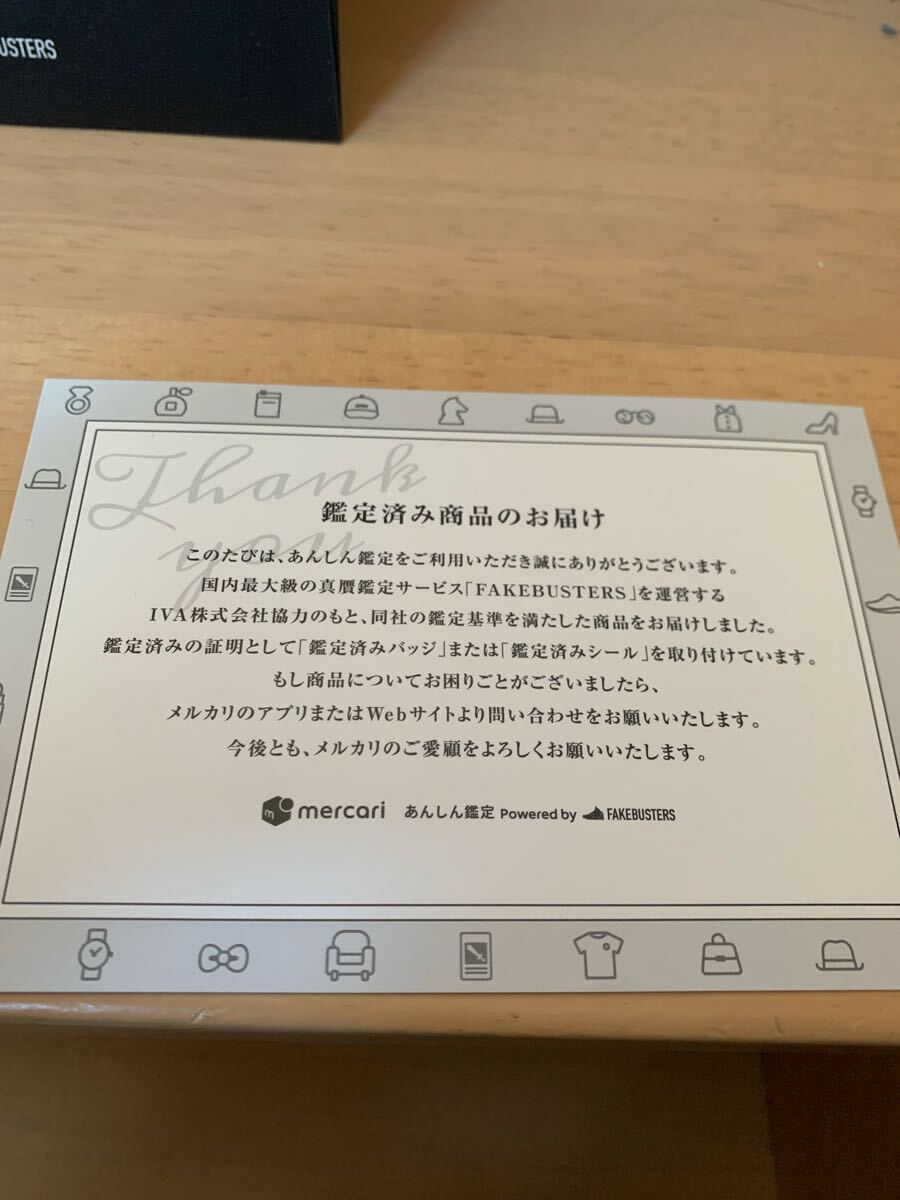 USTERS
Thank
you
鑑定済み商品のお届け
このたびは、あんしん鑑定をご利用いただき誠にありがとうございます。
国内最大級の真贋鑑定サービス「FAKEBUSTERS」を運営する
IVA株式会社協力のもと、同社の鑑定基準を満たした商品をお届けしました。
鑑定済みの証明として「鑑定済みバッジ」または「鑑定済みシール」を取り付けています。
もし商品についてお困りごとがございましたら、
メルカリのアプリまたはWebサイトより問い合わせをお願いいたします。
今後とも、メルカリのご愛顧をよろしくお願いいたします。
m mercari あんしん鑑定 Powered by FAKEBUSTERS